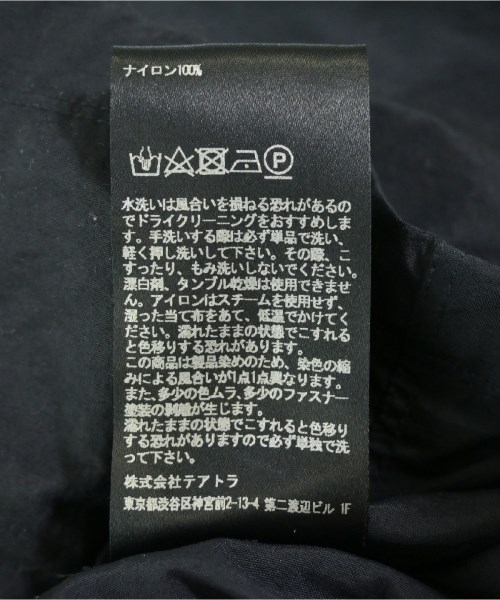 ナイロン100%
P
水洗いは風合いを損ねる恐れがあるの
でドライクリーニングをおすすめしま
す。手洗いする際は必ず単品で洗い、
軽く押し洗いして下さい。その際、こ
すったり、もみ洗いしないでください。
漂白剤、タンブル乾燥は使用できませ
ん。アイロンはスチームを使用せず、
湿った当て布をあて、低温でかけてく
ださい。濡れたままの状態でこすれる
と色移りする恐れがあります。
この商品は製品染めのため、染色の縮
みによる風合いが1点1点異なります。
また、多少の色ムラ、多少のファスナー
塗装の剥離が生じます。
濡れたままの状態でこすれると色移り
する恐れがありますので必ず単独で洗
って下さい。
株式会社テアトラ
東京都渋谷区神宮前2-13-4 第二渡辺ビル 1F